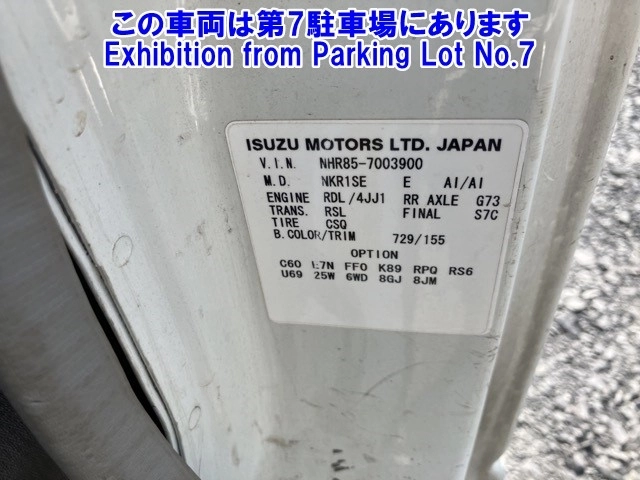 この車両は第7駐車場にあります
Exhibition from Parking Lot No.7
ISUZU MOTORS LTD. JAPAN
V.I.N. NHR85-7003900
M.D. NKR1SE E AI/AI
ENGINE RDL/4JJ1 RR AXLE G73
TRANS. RSL FINAL S7C
TIRE CSQ
B.COLOR/TRIM 729/155
OPTION
C60 E7N FF0 K89 RPQ RS6
U69 25W 6WD 8GJ 8JM